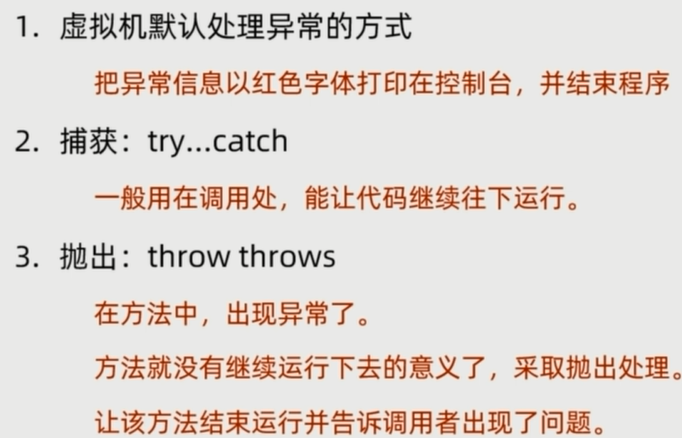 1. 虚拟机默认处理异常的方式
把异常信息以红色字体打印在控制台，并结束程序
2. 捕获：try...catch
一般用在调用处，能让代码继续往下运行。
3. 抛出：throw throws
在方法中，出现异常了。
方法就没有继续运行下去的意义了，采取抛出处理。
让该方法结束运行并告诉调用者出现了问题。